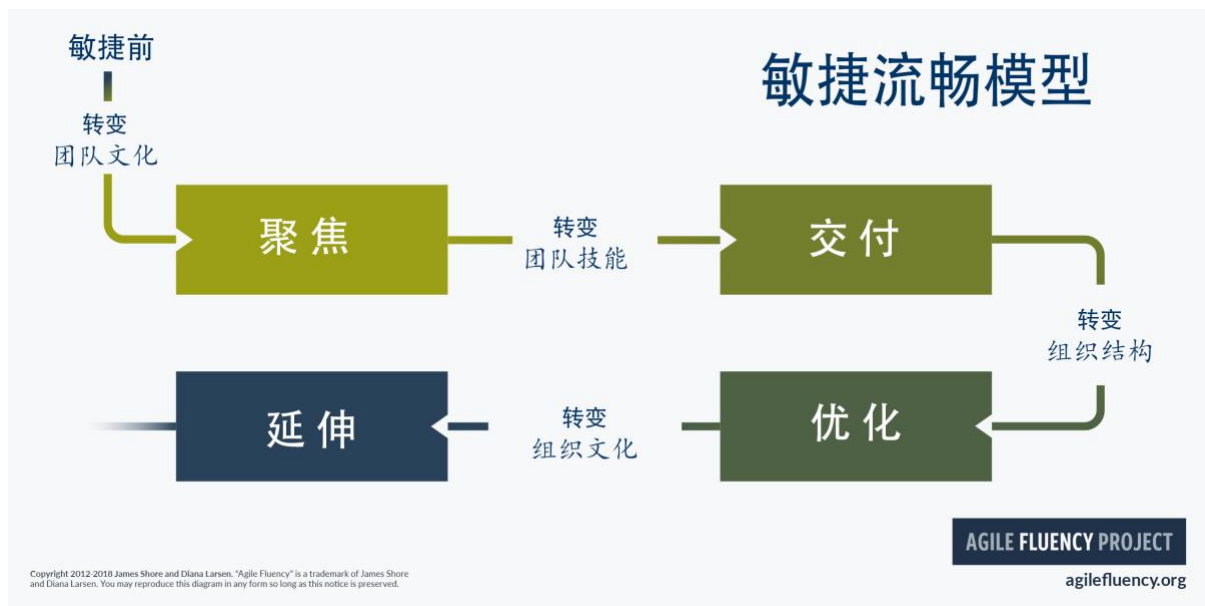 敏捷前
敏捷流畅模型
转变
团队文化
聚焦
转变
团队技能
交付
转变
组织结构
优化
转变
组织文化
延伸
AGILE FLUENCY PROJECT
agilefluency.org
Copyright 2012-2018 James Shore and Diana Larsen. “Agile Fluency” is a trademark of James Shore
and Diana Larsen. You may reproduce this diagram in any form so long as this notice is preserved.